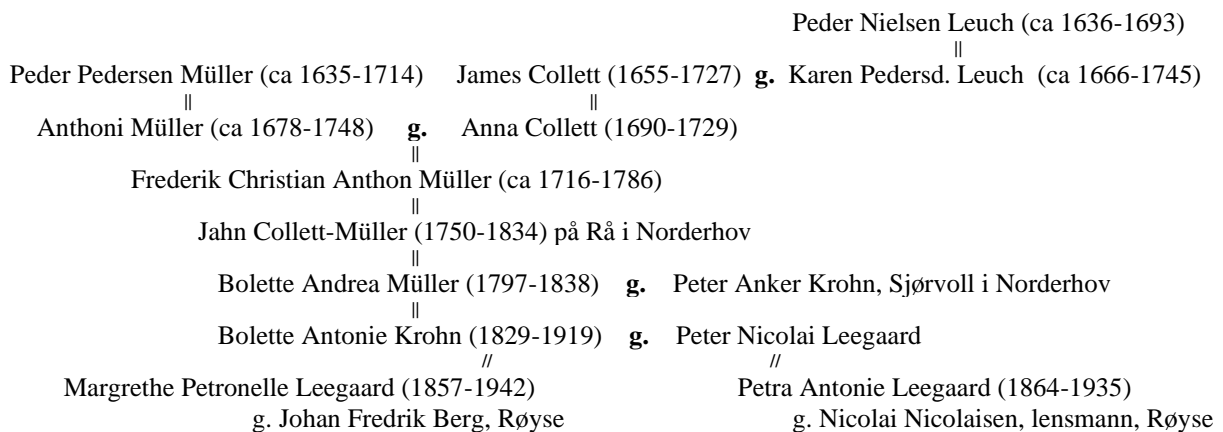 Peder Nielsen Leuch (ca 1636-1693)
||
Peder Pedersen Müller (ca 1635-1714) James Collett (1655-1727) g. Karen Pedersd. Leuch (ca 1666-1745)
|| ||
Anthoni Müller (ca 1678-1748) g. Anna Collett (1690-1729)
||
Frederik Christian Anthon Müller (ca 1716-1786)
||
Jahn Collett-Müller (1750-1834) på Rå i Norderhov
||
Bolette Andrea Müller (1797-1838) g. Peter Anker Krohn, Sjørvoll i Norderhov
||
Bolette Antonie Krohn (1829-1919) g. Peter Nicolai Leegaard
// //
Margrethe Petronelle Leegaard (1857-1942) Petra Antonie Leegaard (1864-1935)
g. Johan Fredrik Berg, Røyse g. Nicolai Nicolaisen, lensmann, Røyse